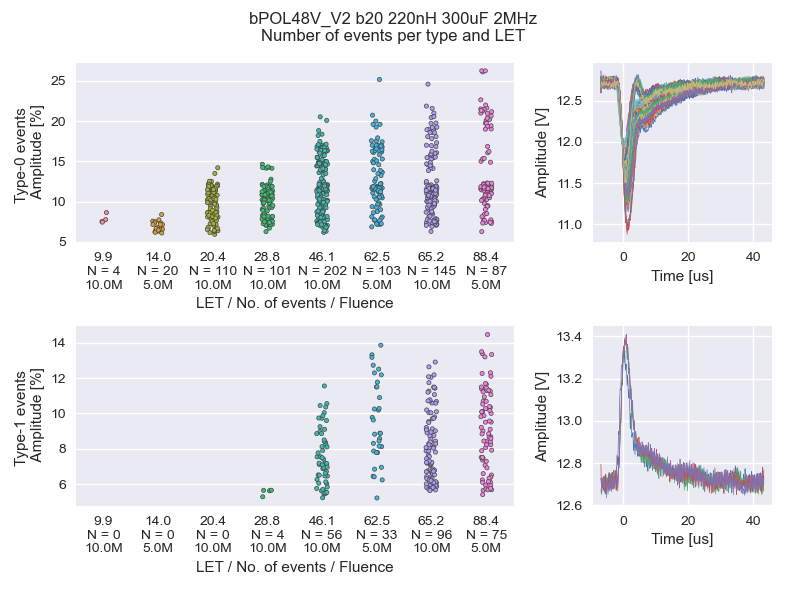 bPOL48V_V2 b20 220nH 300uF 2MHz
Number of events per type and LET
Type-0 events
Amplitude [%]
25
20
15
10
5
9.9 14.0 20.4 28.8 46.1 62.5 65.2 88.4
N = 4 N = 20 N = 110 N = 101 N = 202 N = 103 N = 145 N = 87
10.0M 5.0M 10.0M 10.0M 10.0M 5.0M 10.0M 5.0M
LET / No. of events / Fluence
Amplitude [V]
12.5
12.0
11.5
11.0
0 20 40
Time [us]
Type-1 events
Amplitude [%]
14
12
10
8
6
9.9 14.0 20.4 28.8 46.1 62.5 65.2 88.4
N = 0 N = 0 N = 0 N = 4 N = 56 N = 33 N = 96 N = 75
10.0M 5.0M 10.0M 10.0M 10.0M 5.0M 10.0M 5.0M
LET / No. of events / Fluence
Amplitude [V]
13.4
13.2
13.0
12.8
12.6
0 20 40
Time [us]